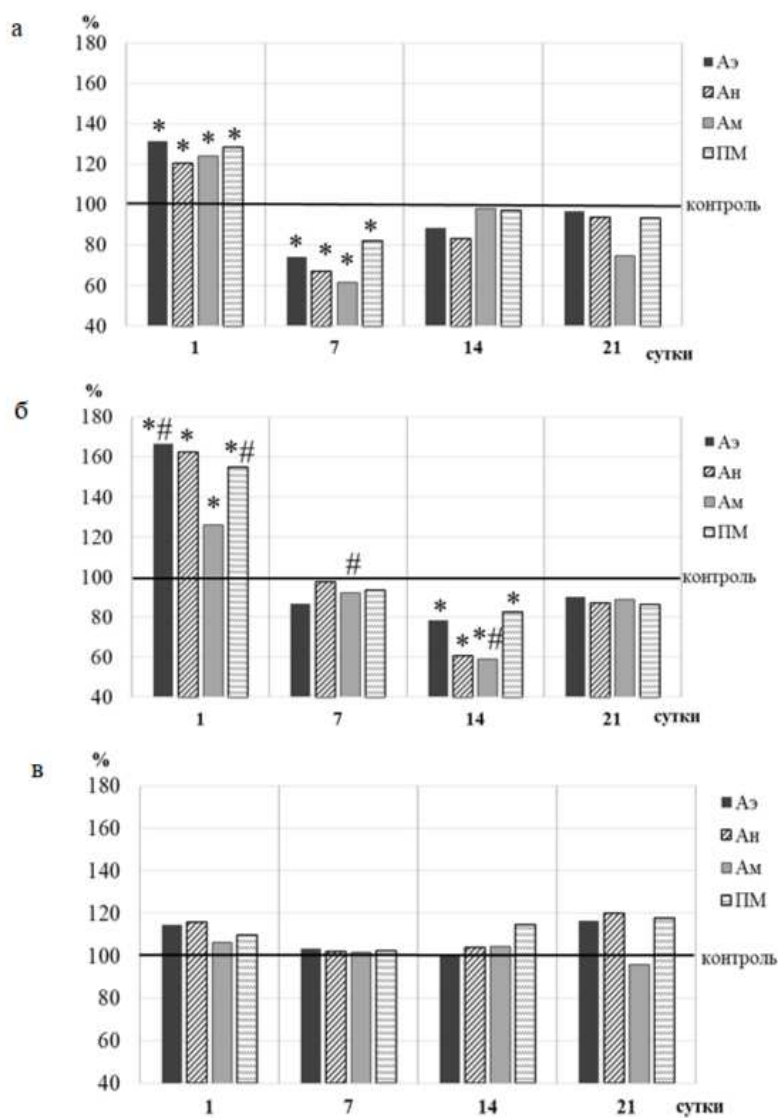 а
%
180
160
140
120
100
80
60
40
* * * *
* * * *
контроль
1 7 14 21 сутки
Аэ
Ан
Ам
ПМ
б
%
180
160
140
120
100
80
60
40
*# * * *#
#
* * *# *
контроль
1 7 14 21 сутки
Аэ
Ан
Ам
ПМ
в
%
180
160
140
120
100
80
60
40
контроль
1 7 14 21 сутки
Аэ
Ан
Ам
ПМ